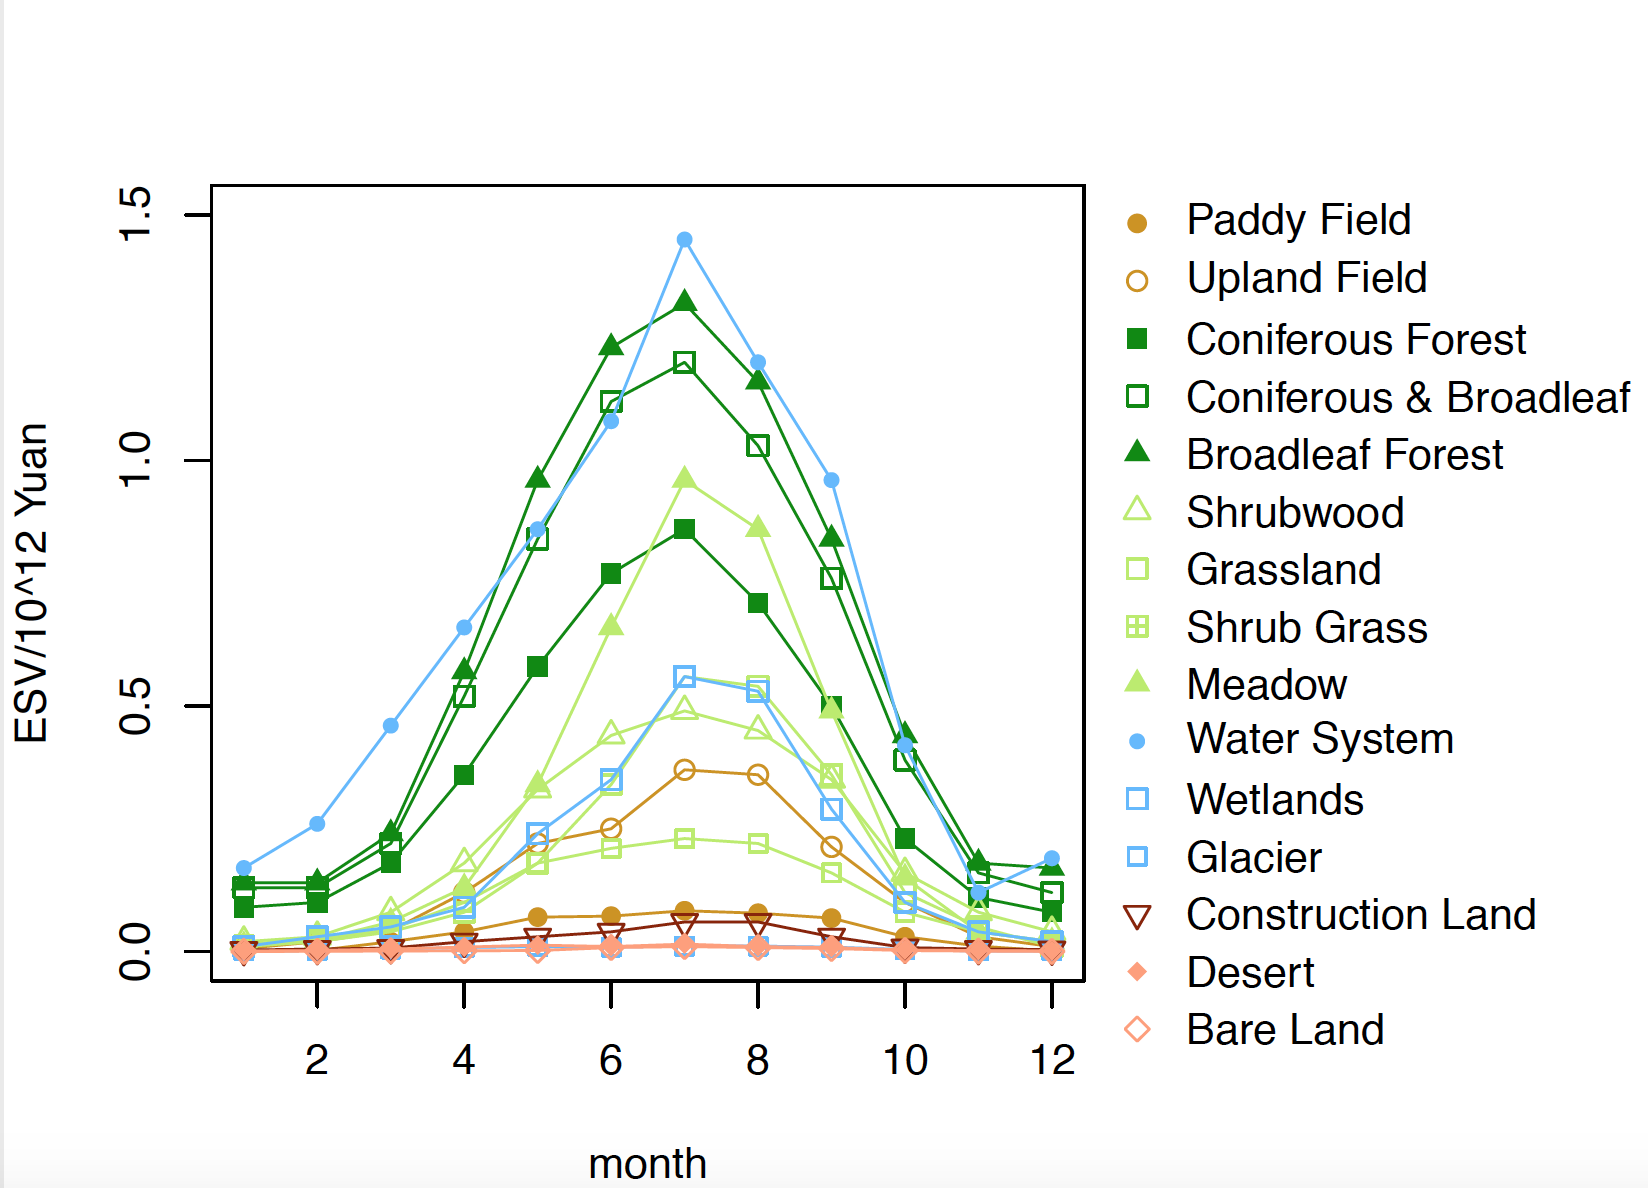 ESV/10^12 Yuan
1.5
1.0
0.5
0.0
2 4 6 8 10 12
month
Paddy Field
Upland Field
Coniferous Forest
Coniferous & Broadleaf
Broadleaf Forest
Shrubwood
Grassland
Shrub Grass
Meadow
Water System
Wetlands
Glacier
Construction Land
Desert
Bare Land